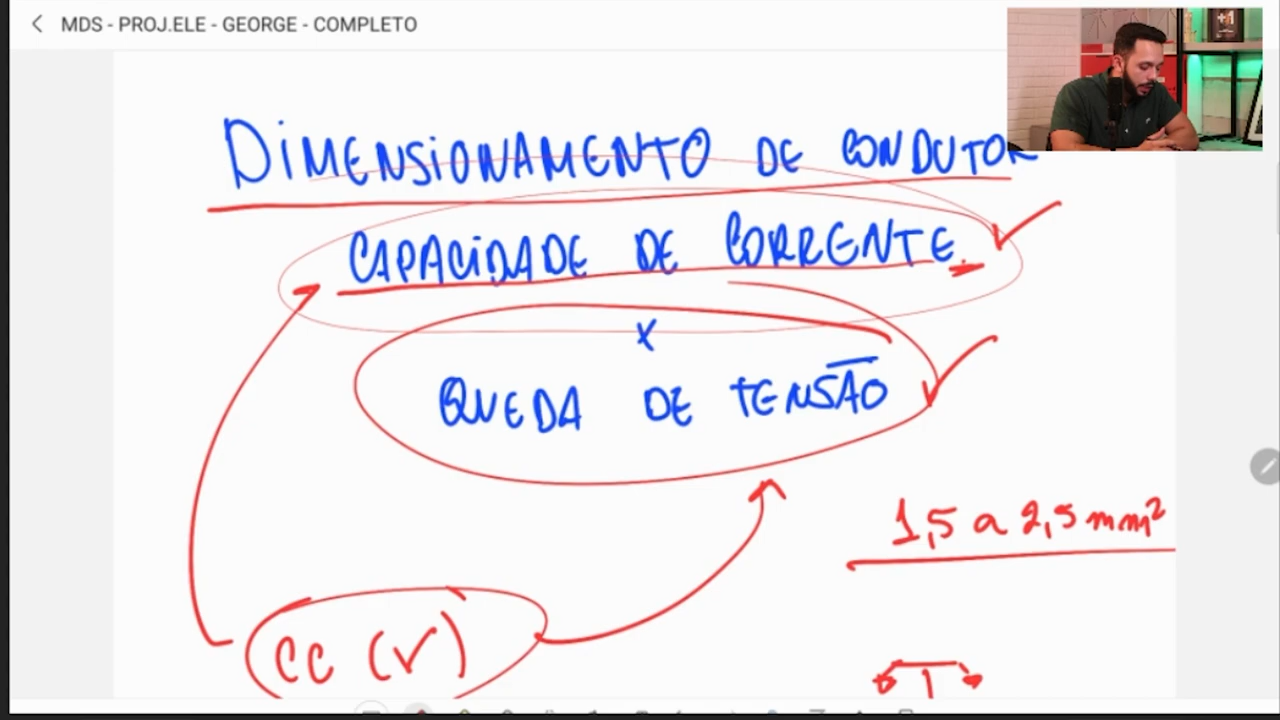 MDS - PROJ.ELE - GEORGE - COMPLETO
DIMENSIONAMENTO DE CONDUTOR
CAPACIDADE DE CORRENTE
X
QUEDA DE TENSÃO
1,5 a 2,5 mm²
CC (✓)